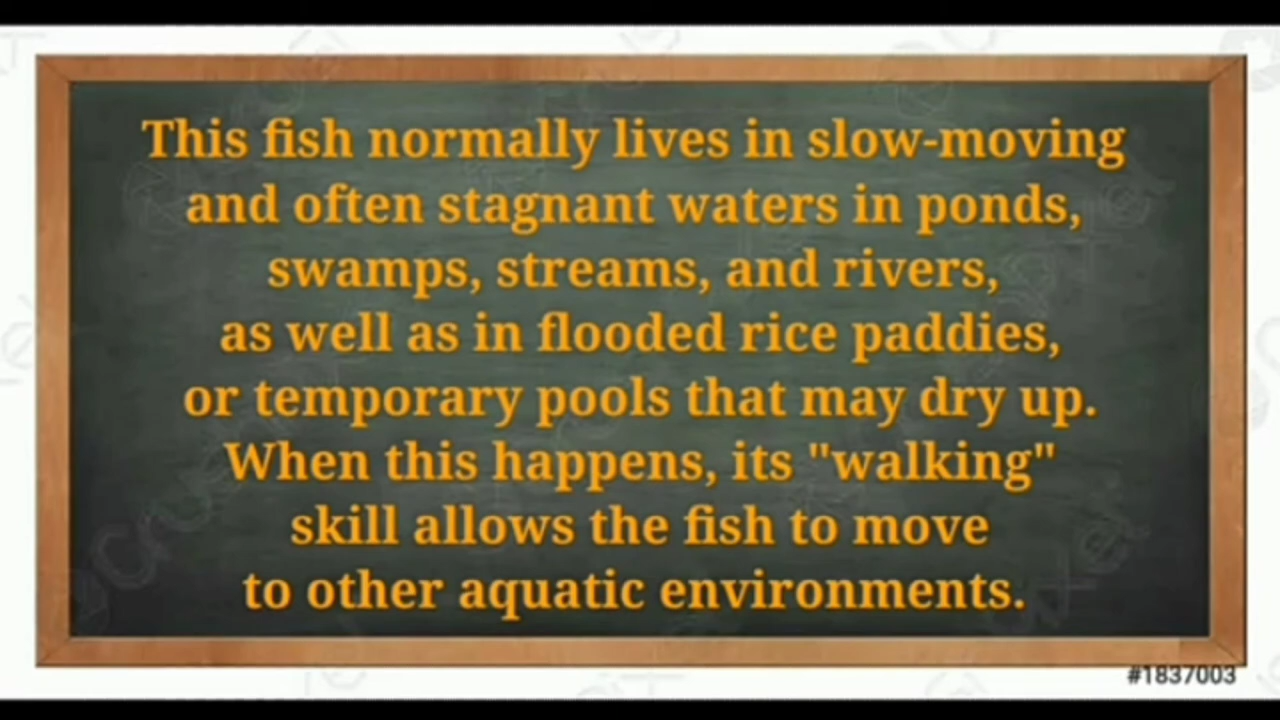 This fish normally lives in slow-moving
and often stagnant waters in ponds,
swamps, streams, and rivers,
as well as in flooded rice paddies,
or temporary pools that may dry up.
When this happens, its "walking"
skill allows the fish to move
to other aquatic environments.
#1837003